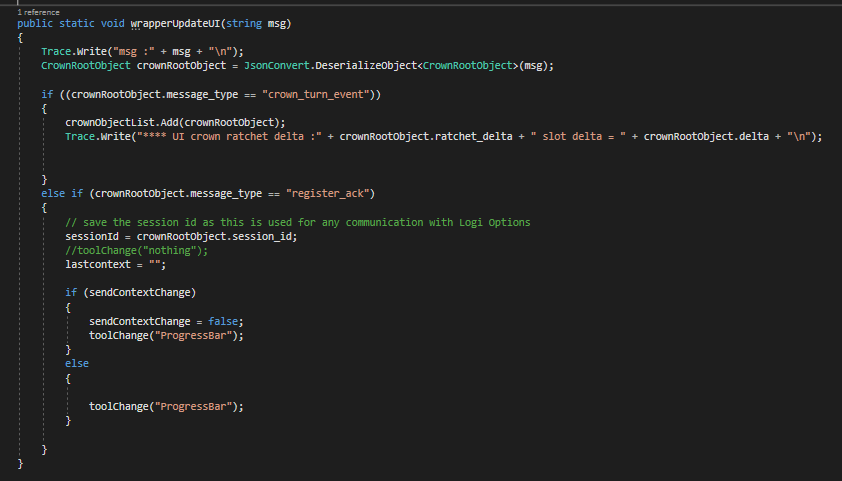 1 reference
public static void wrapperUpdateUI(string msg)
{
Trace.Write("msg :" + msg + "\n");
CrownRootObject crownRootObject = JsonConvert.DeserializeObject<CrownRootObject>(msg);
if ((crownRootObject.message_type == "crown_turn_event"))
{
crownObjectList.Add(crownRootObject);
Trace.Write("**** UI crown ratchet delta :" + crownRootObject.ratchet_delta + " slot delta = " + crownRootObject.delta + "\n");
}
else if (crownRootObject.message_type == "register_ack")
{
// save the session id as this is used for any communication with Logi Options
sessionId = crownRootObject.session_id;
//toolChange("nothing");
lastcontext = "";
if (sendContextChange)
{
sendContextChange = false;
toolChange("ProgressBar");
}
else
{
toolChange("ProgressBar");
}
}
}